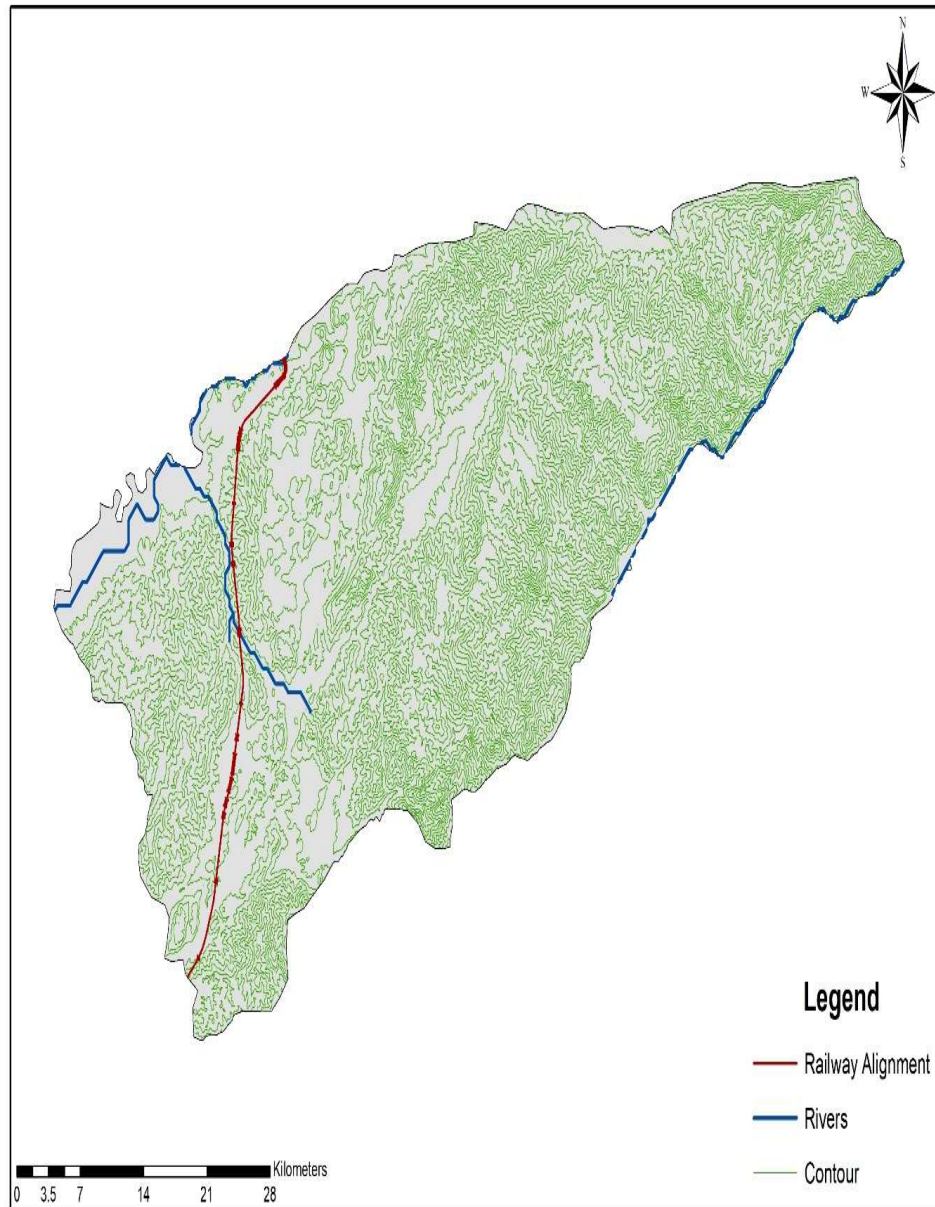 N
W
S
Legend
Railway Alignment
Rivers
Contour
Kilometers
0 3.5 7 14 21 28